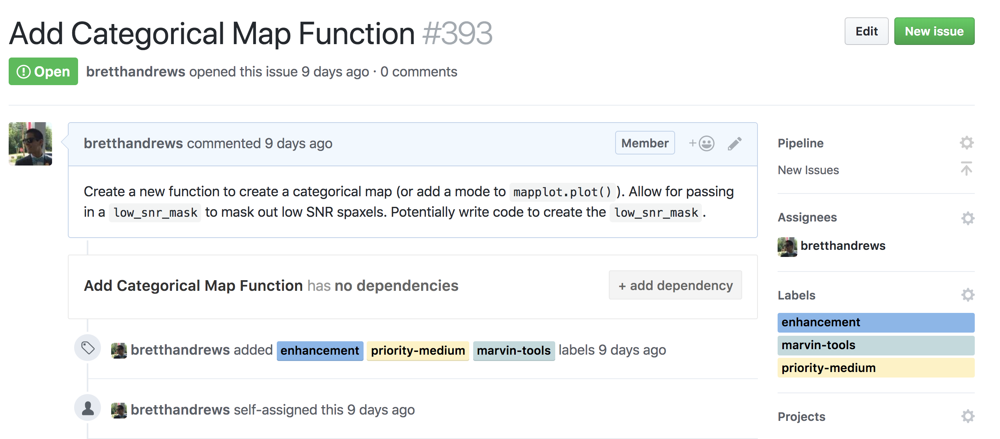 Add Categorical Map Function #393
Edit
New issue
Open
bretthandrews opened this issue 9 days ago · 0 comments
bretthandrews commented 9 days ago
Member
Create a new function to create a categorical map (or add a mode to mapplot.plot() ). Allow for passing
in a low_snr_mask to mask out low SNR spaxels. Potentially write code to create the low_snr_mask .
Add Categorical Map Function has no dependencies
+ add dependency
bretthandrews added enhancement priority-medium marvin-tools labels 9 days ago
bretthandrews self-assigned this 9 days ago
Pipeline
New Issues
Assignees
bretthandrews
Labels
enhancement
marvin-tools
priority-medium
Projects